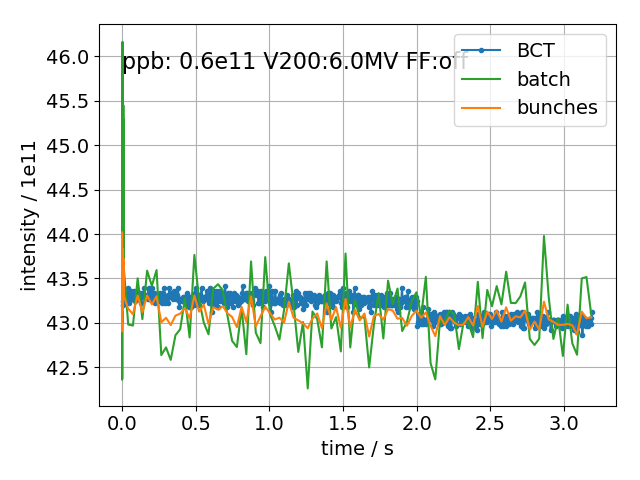 ppb: 0.6e11 V200:6.0MV FF:off
BCT
batch
bunches
intensity / 1e11
46.0
45.5
45.0
44.5
44.0
43.5
43.0
42.5
0.0 0.5 1.0 1.5 2.0 2.5 3.0
time / s